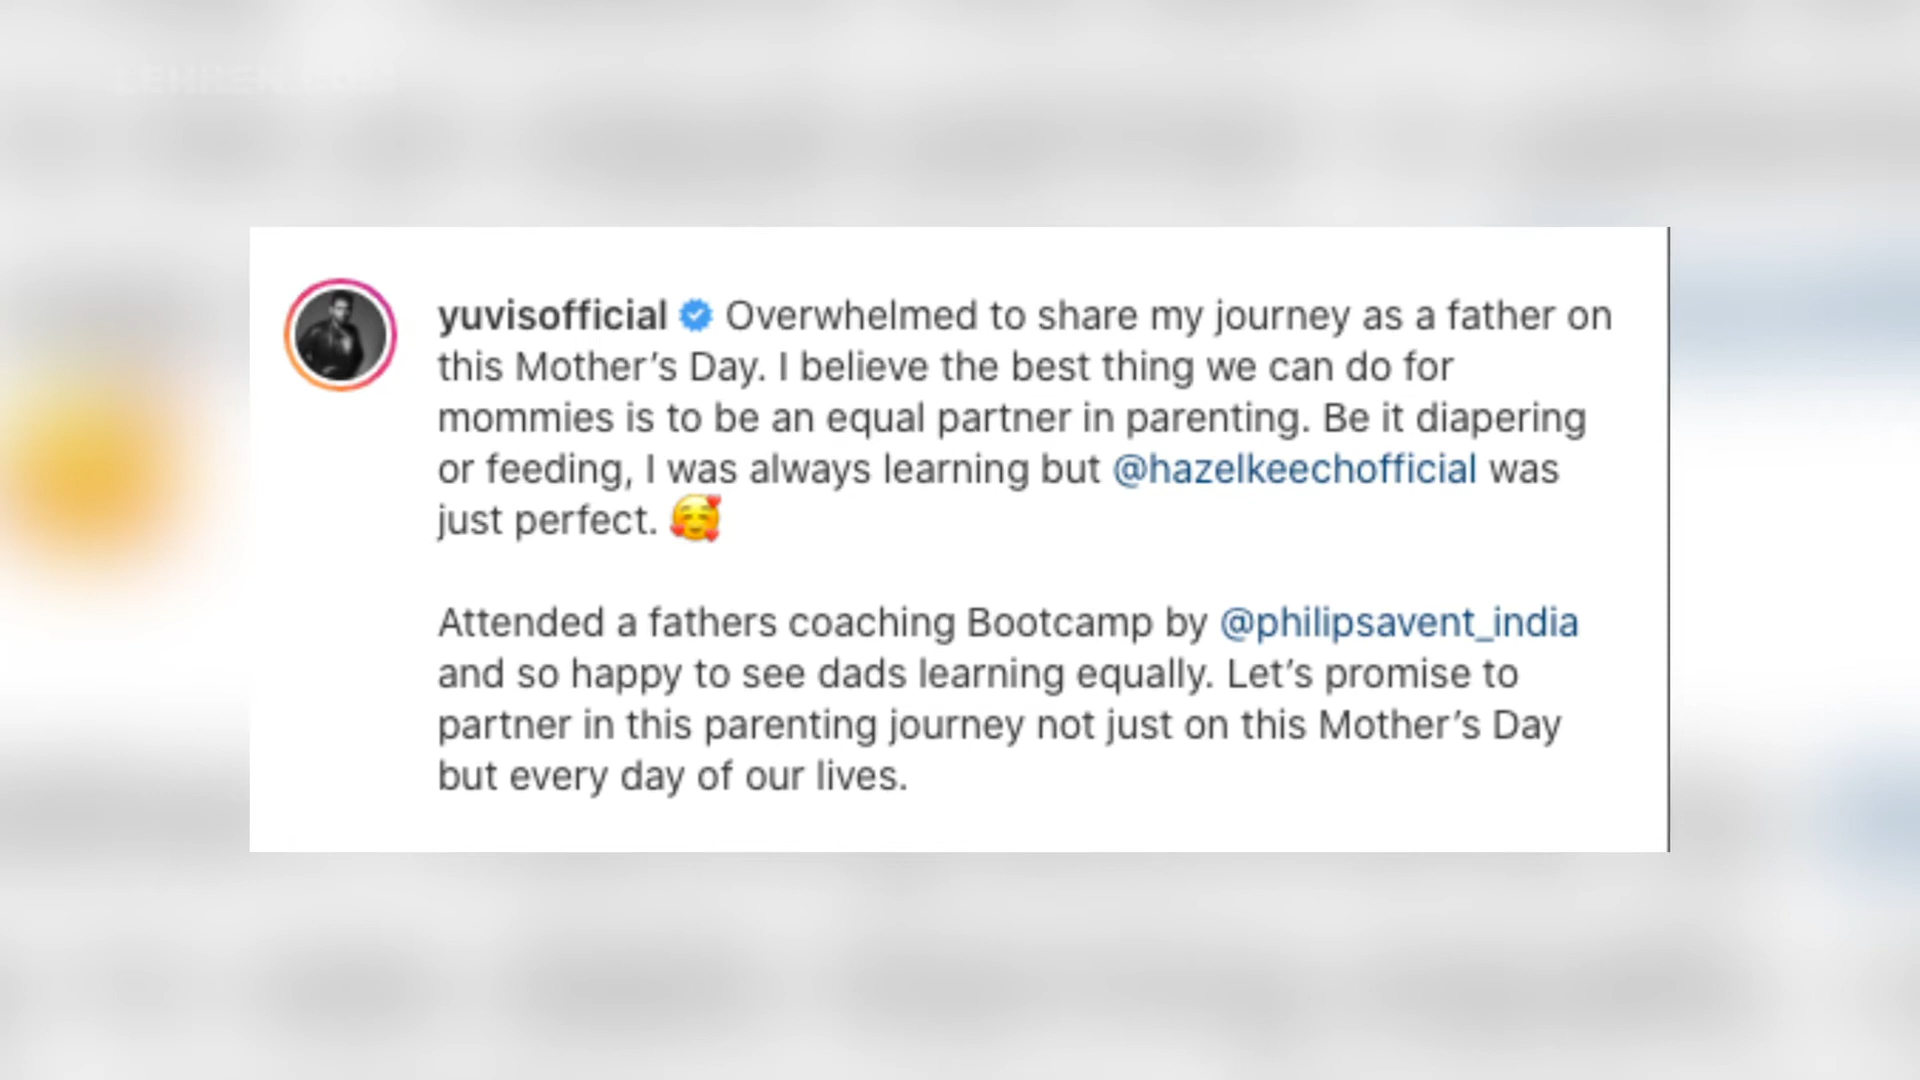 yuvisofficial Overwhelmed to share my journey as a father on
this Mother’s Day. I believe the best thing we can do for
mommies is to be an equal partner in parenting. Be it diapering
or feeding, I was always learning but @hazelkeechofficial was
just perfect. 🥰
Attended a fathers coaching Bootcamp by @philipsavent_india
and so happy to see dads learning equally. Let’s promise to
partner in this parenting journey not just on this Mother’s Day
but every day of our lives.